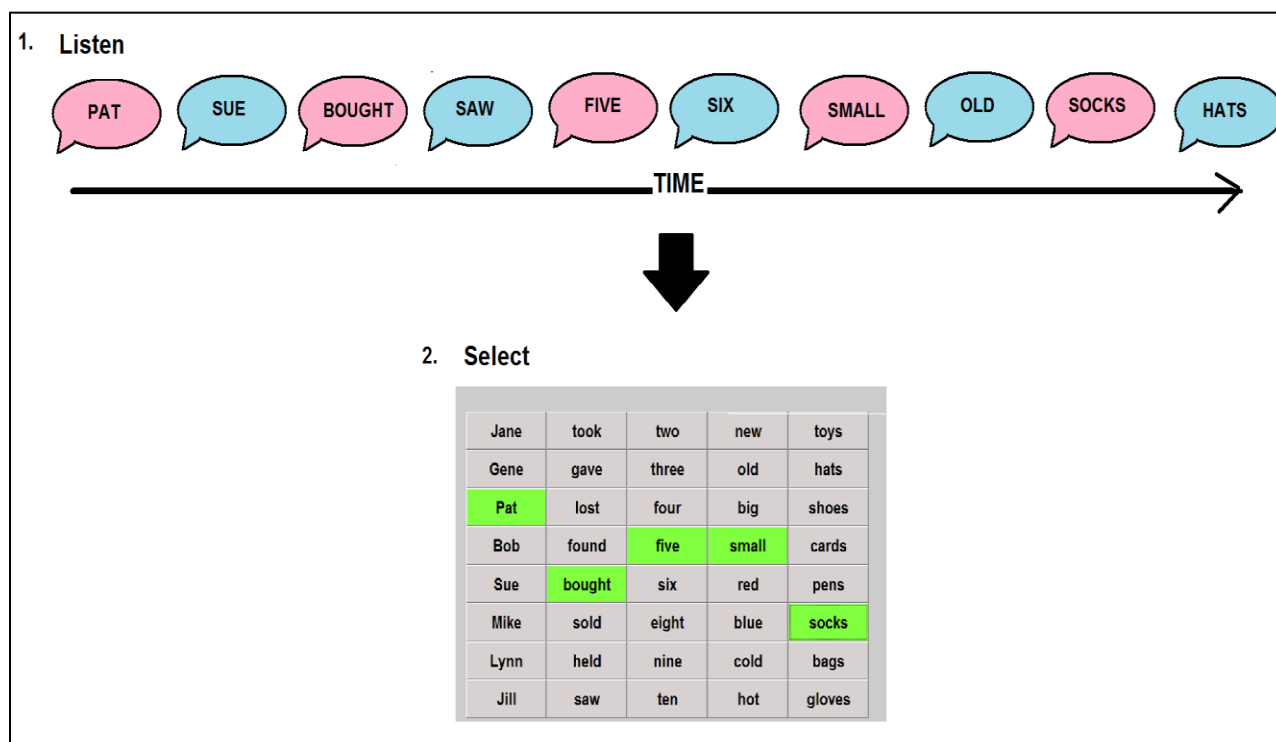 1. Listen
PAT SUE BOUGHT SAW FIVE SIX SMALL OLD SOCKS HATS
TIME
2. Select
Jane took two new toys
Gene gave three old hats
Pat lost four big shoes
Bob found five small cards
Sue bought six red pens
Mike sold eight blue socks
Lynn held nine cold bags
Jill saw ten hot gloves